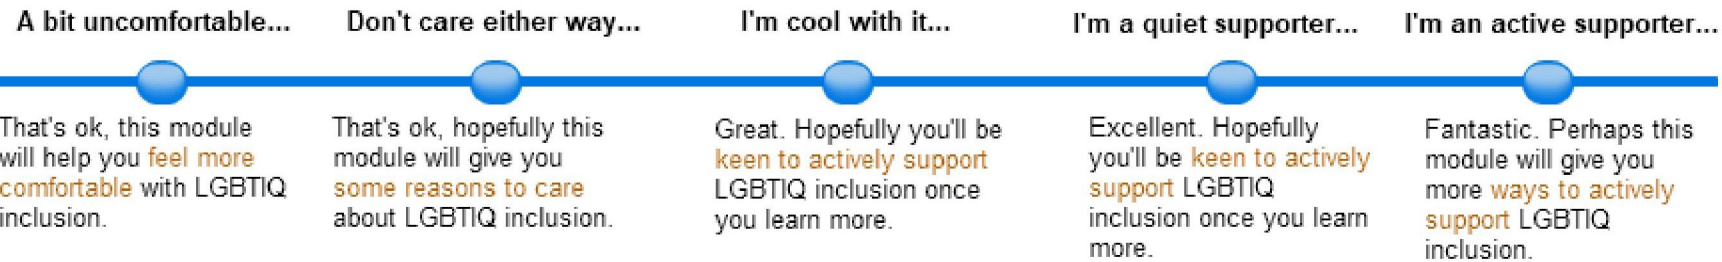 A bit uncomfortable...
That's ok, this module
will help you feel more
comfortable with LGBTIQ
inclusion.
Don't care either way...
That's ok, hopefully this
module will give you
some reasons to care
about LGBTIQ inclusion.
I'm cool with it...
Great. Hopefully you'll be
keen to actively support
LGBTIQ inclusion once
you learn more.
I'm a quiet supporter...
Excellent. Hopefully
you'll be keen to actively
support LGBTIQ
inclusion once you learn
more.
I'm an active supporter...
Fantastic. Perhaps this
module will give you
more ways to actively
support LGBTIQ
inclusion.